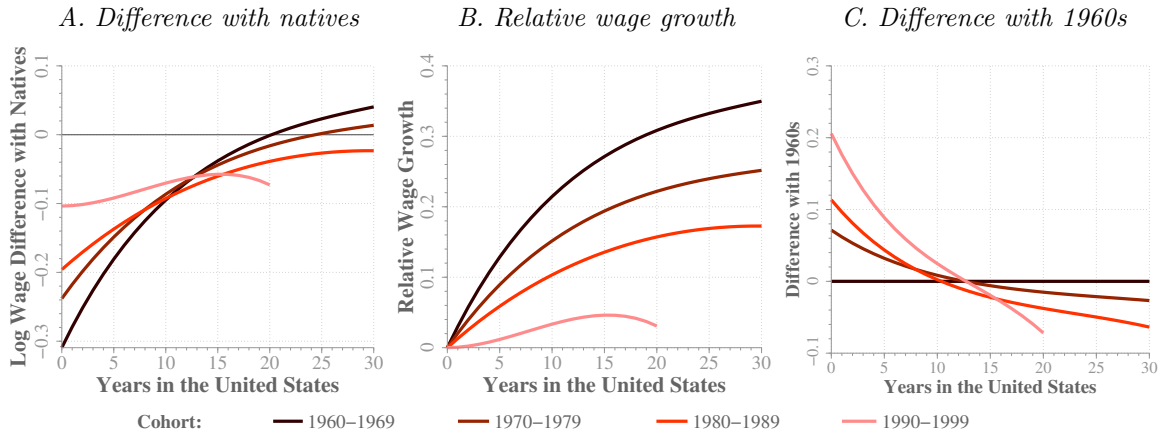 A. Difference with natives
B. Relative wage growth
C. Difference with 1960s
Log Wage Difference with Natives
0.1
0
−0.1
−0.2
−0.3
0 5 10 15 20 25 30
Years in the United States
Relative Wage Growth
0.4
0.3
0.2
0.1
0
0 5 10 15 20 25 30
Years in the United States
Difference with 1960s
0.3
0.2
0.1
0
−0.1
0 5 10 15 20 25 30
Years in the United States
Cohort: 1960−1969 1970−1979 1980−1989 1990−1999